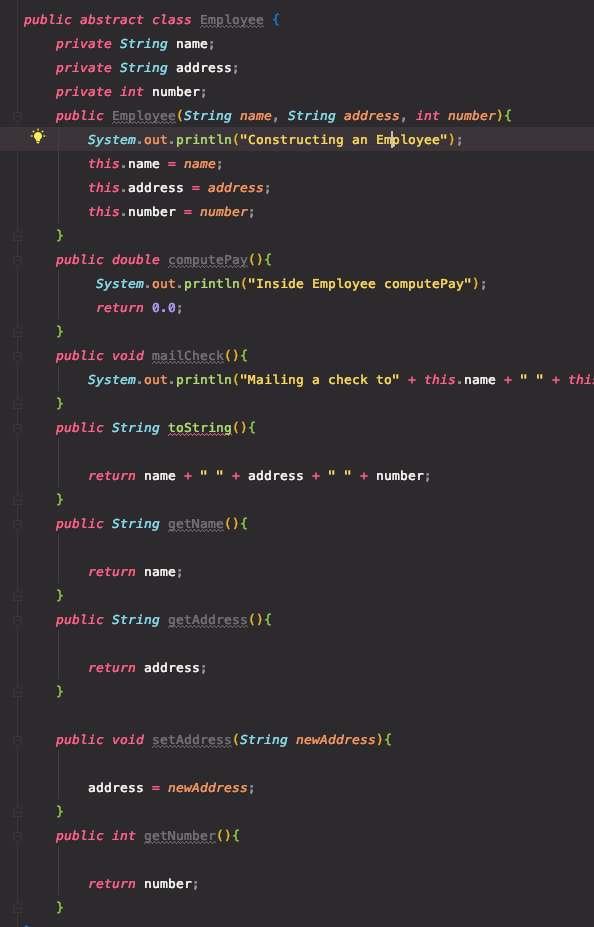 public abstract class Employee {
    private String name;
    private String address;
    private int number;
    public Employee(String name, String address, int number){
        System.out.println("Constructing an Employee");
        this.name = name;
        this.address = address;
        this.number = number;
    }
    public double computePay(){
         System.out.println("Inside Employee computePay");
         return 0.0;
    }
    public void mailCheck(){
        System.out.println("Mailing a check to" + this.name + " " + this
    }
    public String toString(){
        return name + " " + address + " " + number;
    }
    public String getName(){
        return name;
    }
    public String getAddress(){
        return address;
    }
    public void setAddress(String newAddress){
        address = newAddress;
    }
    public int getNumber(){
        return number;
    }